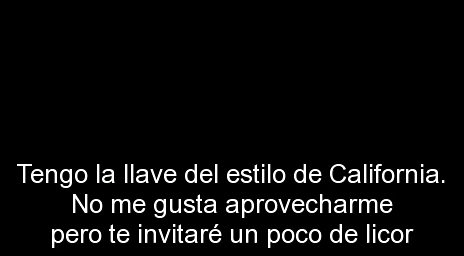 Tengo la llave del estilo de California.
No me gusta aprovecharme
pero te invitaré un poco de licor